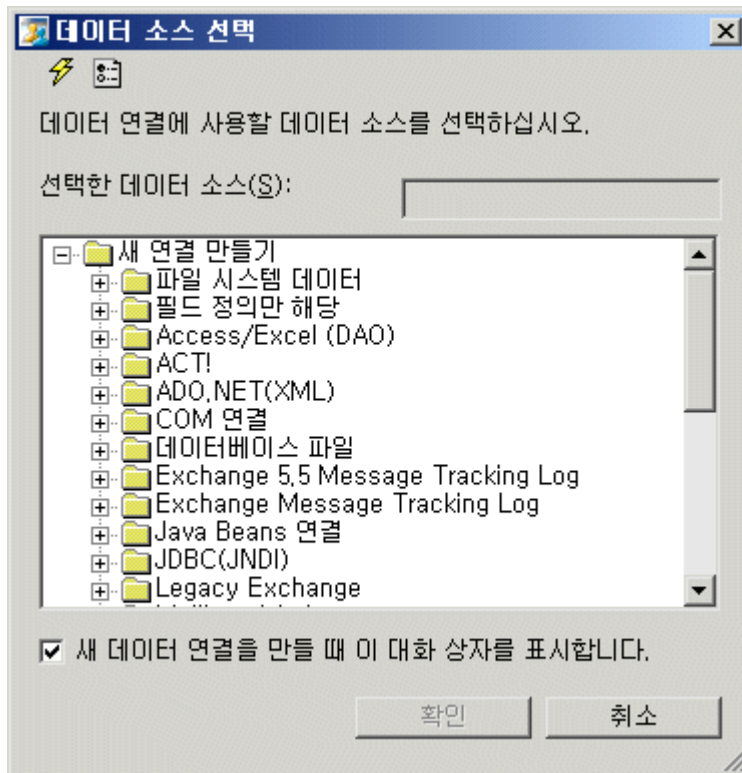 데이터 소스 선택
데이터 연결에 사용할 데이터 소스를 선택하십시오.
선택한 데이터 소스(S):
새 연결 만들기
파일 시스템 데이터
필드 정의만 해당
Access/Excel (DAO)
ACT!
ADO.NET(XML)
COM 연결
데이터베이스 파일
Exchange 5.5 Message Tracking Log
Exchange Message Tracking Log
Java Beans 연결
JDBC(JNDI)
Legacy Exchange
새 데이터 연결을 만들 때 이 대화 상자를 표시합니다.
확인 취소